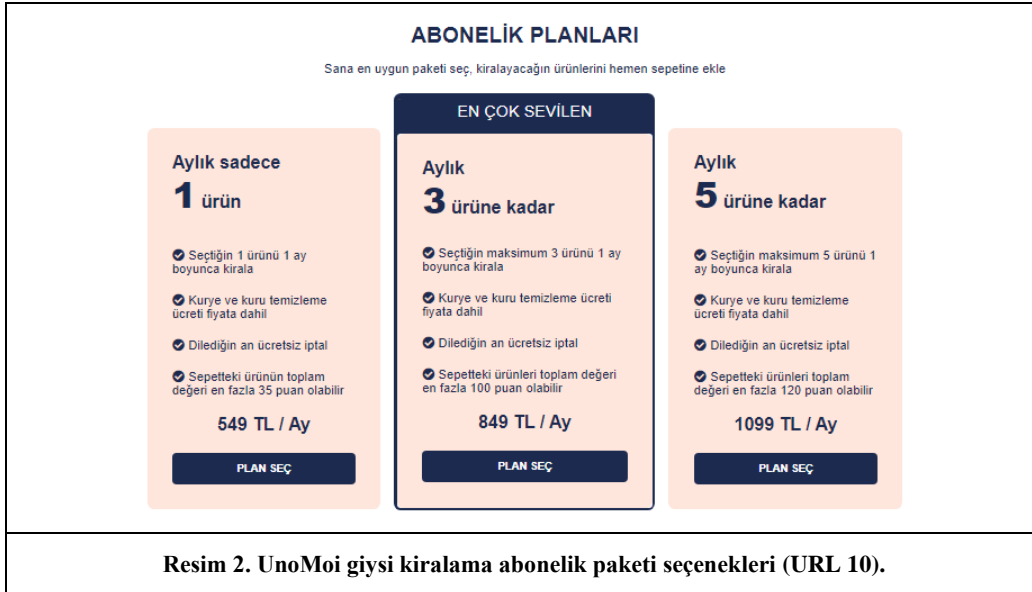 ABONELİK PLANLARI
Sana en uygun paketi seç, kiralayacağın ürünlerini hemen sepetine ekle
Aylık sadece
1 ürün
Seçtiğin 1 ürünü 1 ay
boyunca kirala
Kurye ve kuru temizleme
ücreti fiyata dahil
Dilediğin an ücretsiz iptal
Sepetteki ürünün toplam
değeri en fazla 35 puan olabilir
549 TL / Ay
PLAN SEÇ
EN ÇOK SEVİLEN
Aylık
3 ürüne kadar
Seçtiğin maksimum 3 ürünü 1 ay
boyunca kirala
Kurye ve kuru temizleme ücreti
fiyata dahil
Dilediğin an ücretsiz iptal
Sepetteki ürünleri toplam değeri
en fazla 100 puan olabilir
849 TL / Ay
PLAN SEÇ
Aylık
5 ürüne kadar
Seçtiğin maksimum 5 ürünü 1
ay boyunca kirala
Kurye ve kuru temizleme
ücreti fiyata dahil
Dilediğin an ücretsiz iptal
Sepetteki ürünleri toplam
değeri en fazla 120 puan olabilir
1099 TL / Ay
PLAN SEÇ
Resim 2. UnoMoi giysi kiralama abonelik paketi seçenekleri (URL 10).